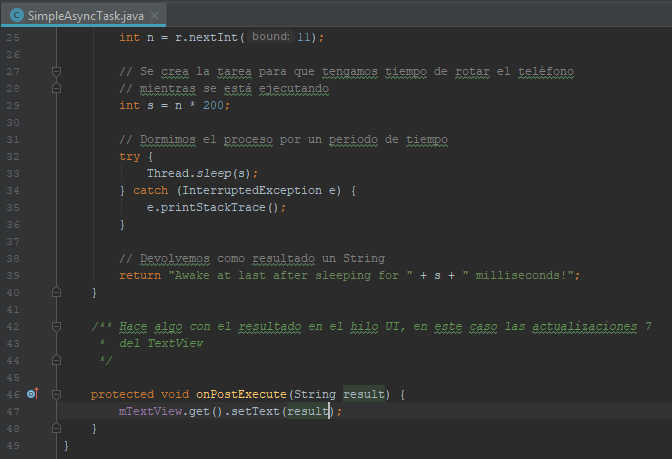 SimpleAsyncTask.java
25 int n = r.nextInt( bound: 11);
26
27 // Se crea la tarea para que tengamos tiempo de rotar el teléfono
28 // mientras se está ejecutando
29 int s = n * 200;
30
31 // Dormimos el proceso por un periodo de tiempo
32 try {
33 Thread.sleep(s);
34 } catch (InterruptedException e) {
35 e.printStackTrace();
36 }
37
38 // Devolvemos como resultado un String
39 return "Awake at last after sleeping for " + s + " milliseconds!";
40 }
41
42 /** Hace algo con el resultado en el hilo UI, en este caso las actualizaciones 7
43 * del TextView
44 */
45
46 protected void onPostExecute(String result) {
47 mTextView.get().setText(result);
48 }
49 }